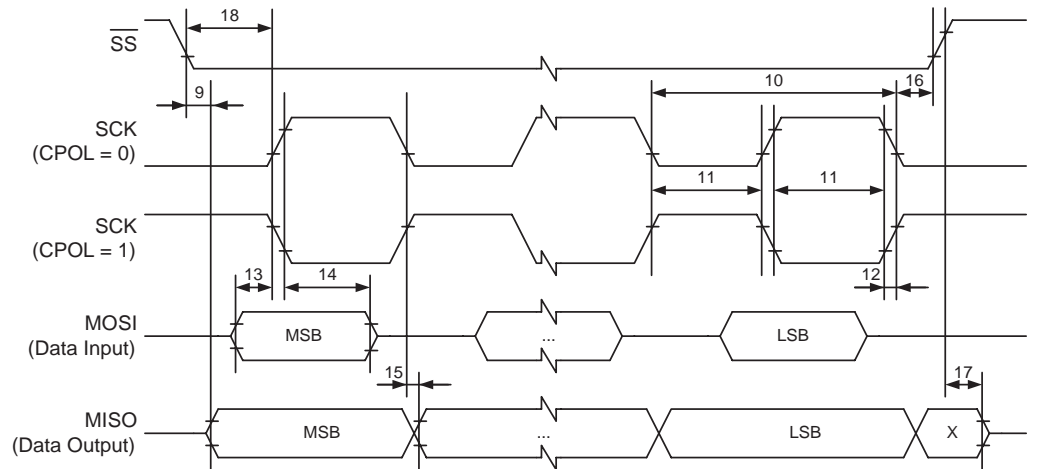 18
SS
10
16
9
SCK
(CPOL = 0)
11
11
SCK
(CPOL = 1)
13
14
12
MOSI
(Data Input)
MSB
...
LSB
15
17
MISO
(Data Output)
MSB
...
LSB
X